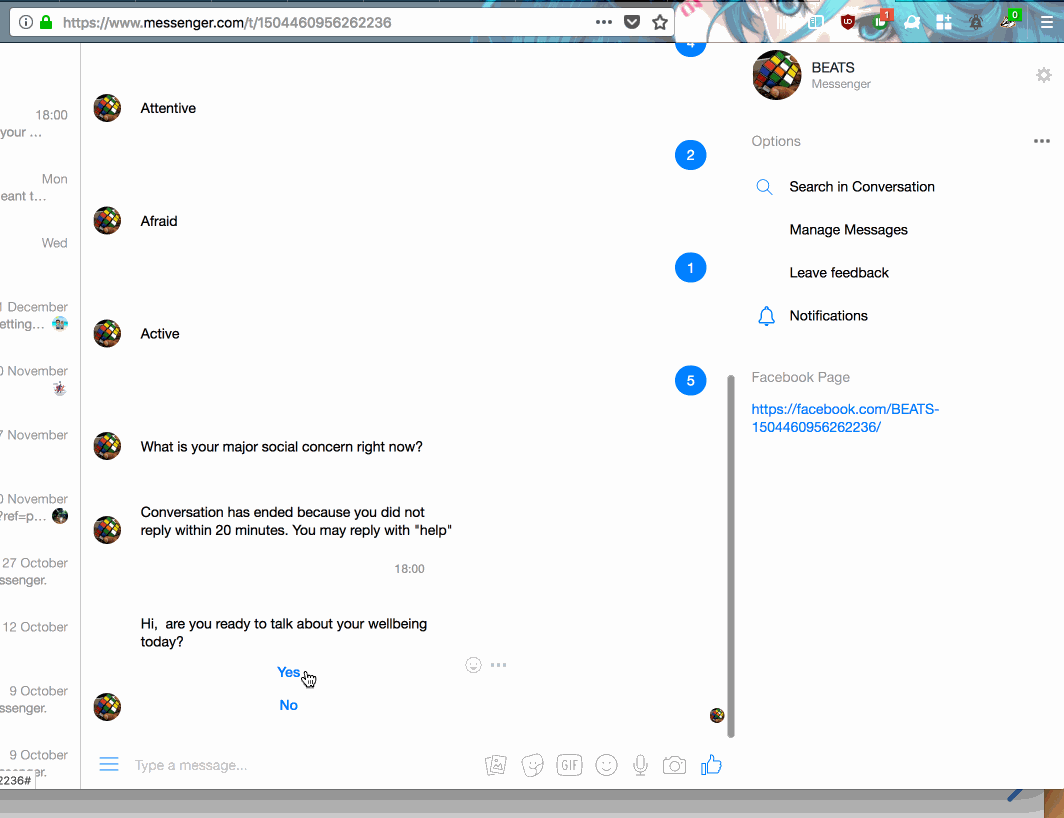 https://www.messenger.com/t/1504460956262236
1
0
18:00
your ...
Mon
eant t...
Wed
December
etting...
November
November
November
?ref=p...
27 October
ssenger.
12 October
9 October
ssenger.
9 October
2236#
er.
4
Attentive
2
Afraid
1
Active
5
What is your major social concern right now?
Conversation has ended because you did not
reply within 20 minutes. You may reply with "help"
18:00
Hi, are you ready to talk about your wellbeing
today?
Yes
No
Type a message...
GIF
BEATS
Messenger
Options
Search in Conversation
Manage Messages
Leave feedback
Notifications
Facebook Page
https://facebook.com/BEATS-
1504460956262236/